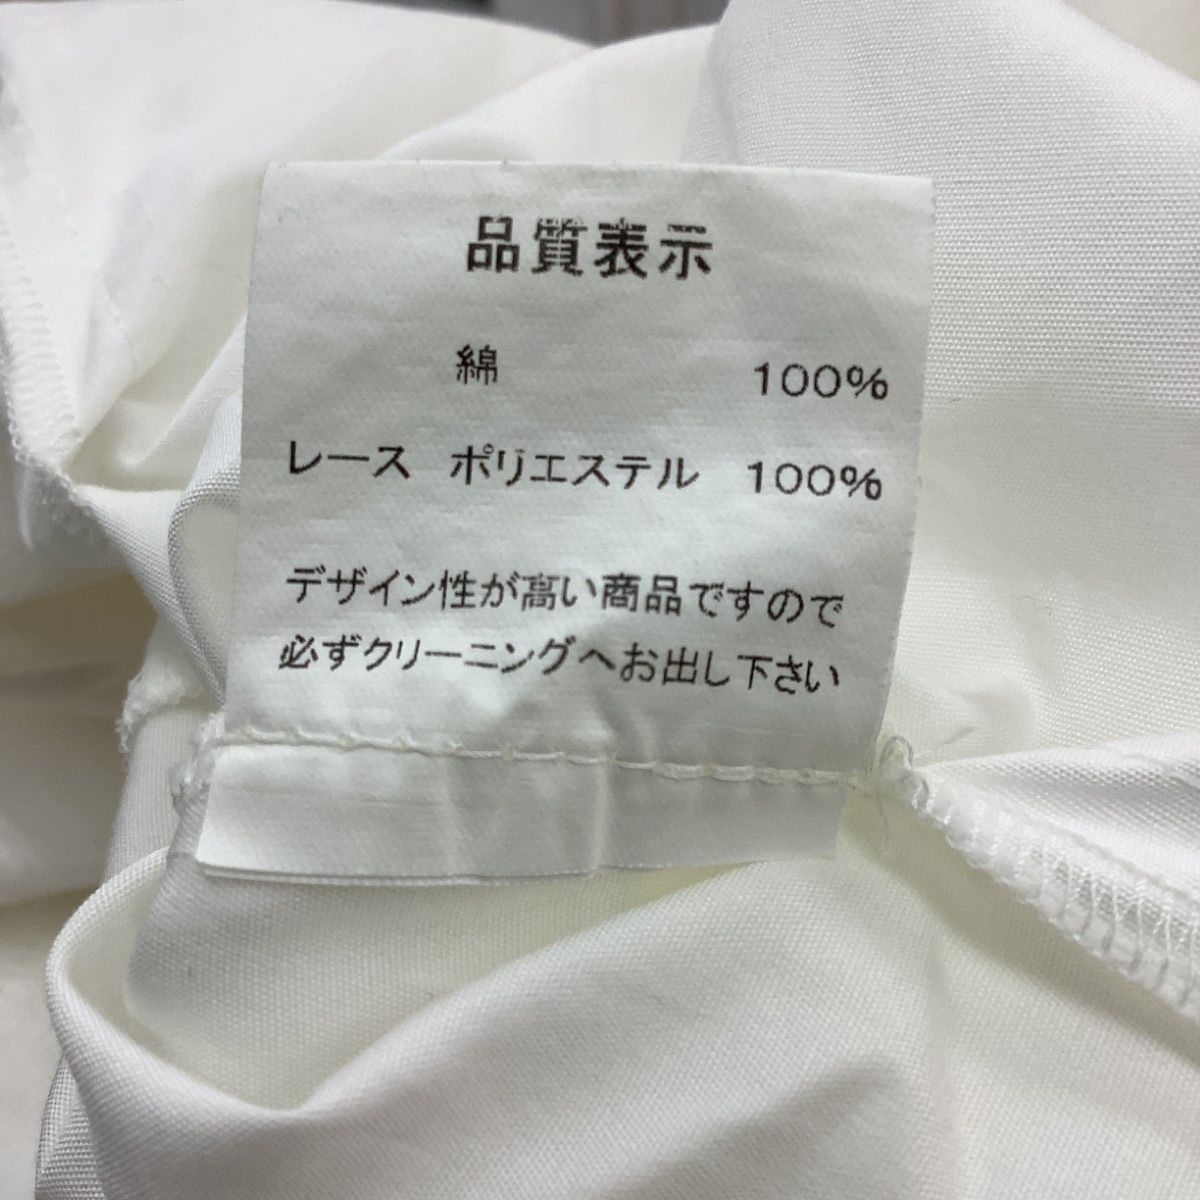 品質表示
綿 100%
レース ポリエステル 100%
デザイン性が高い商品ですので
必ずクリーニングへお出し下さい